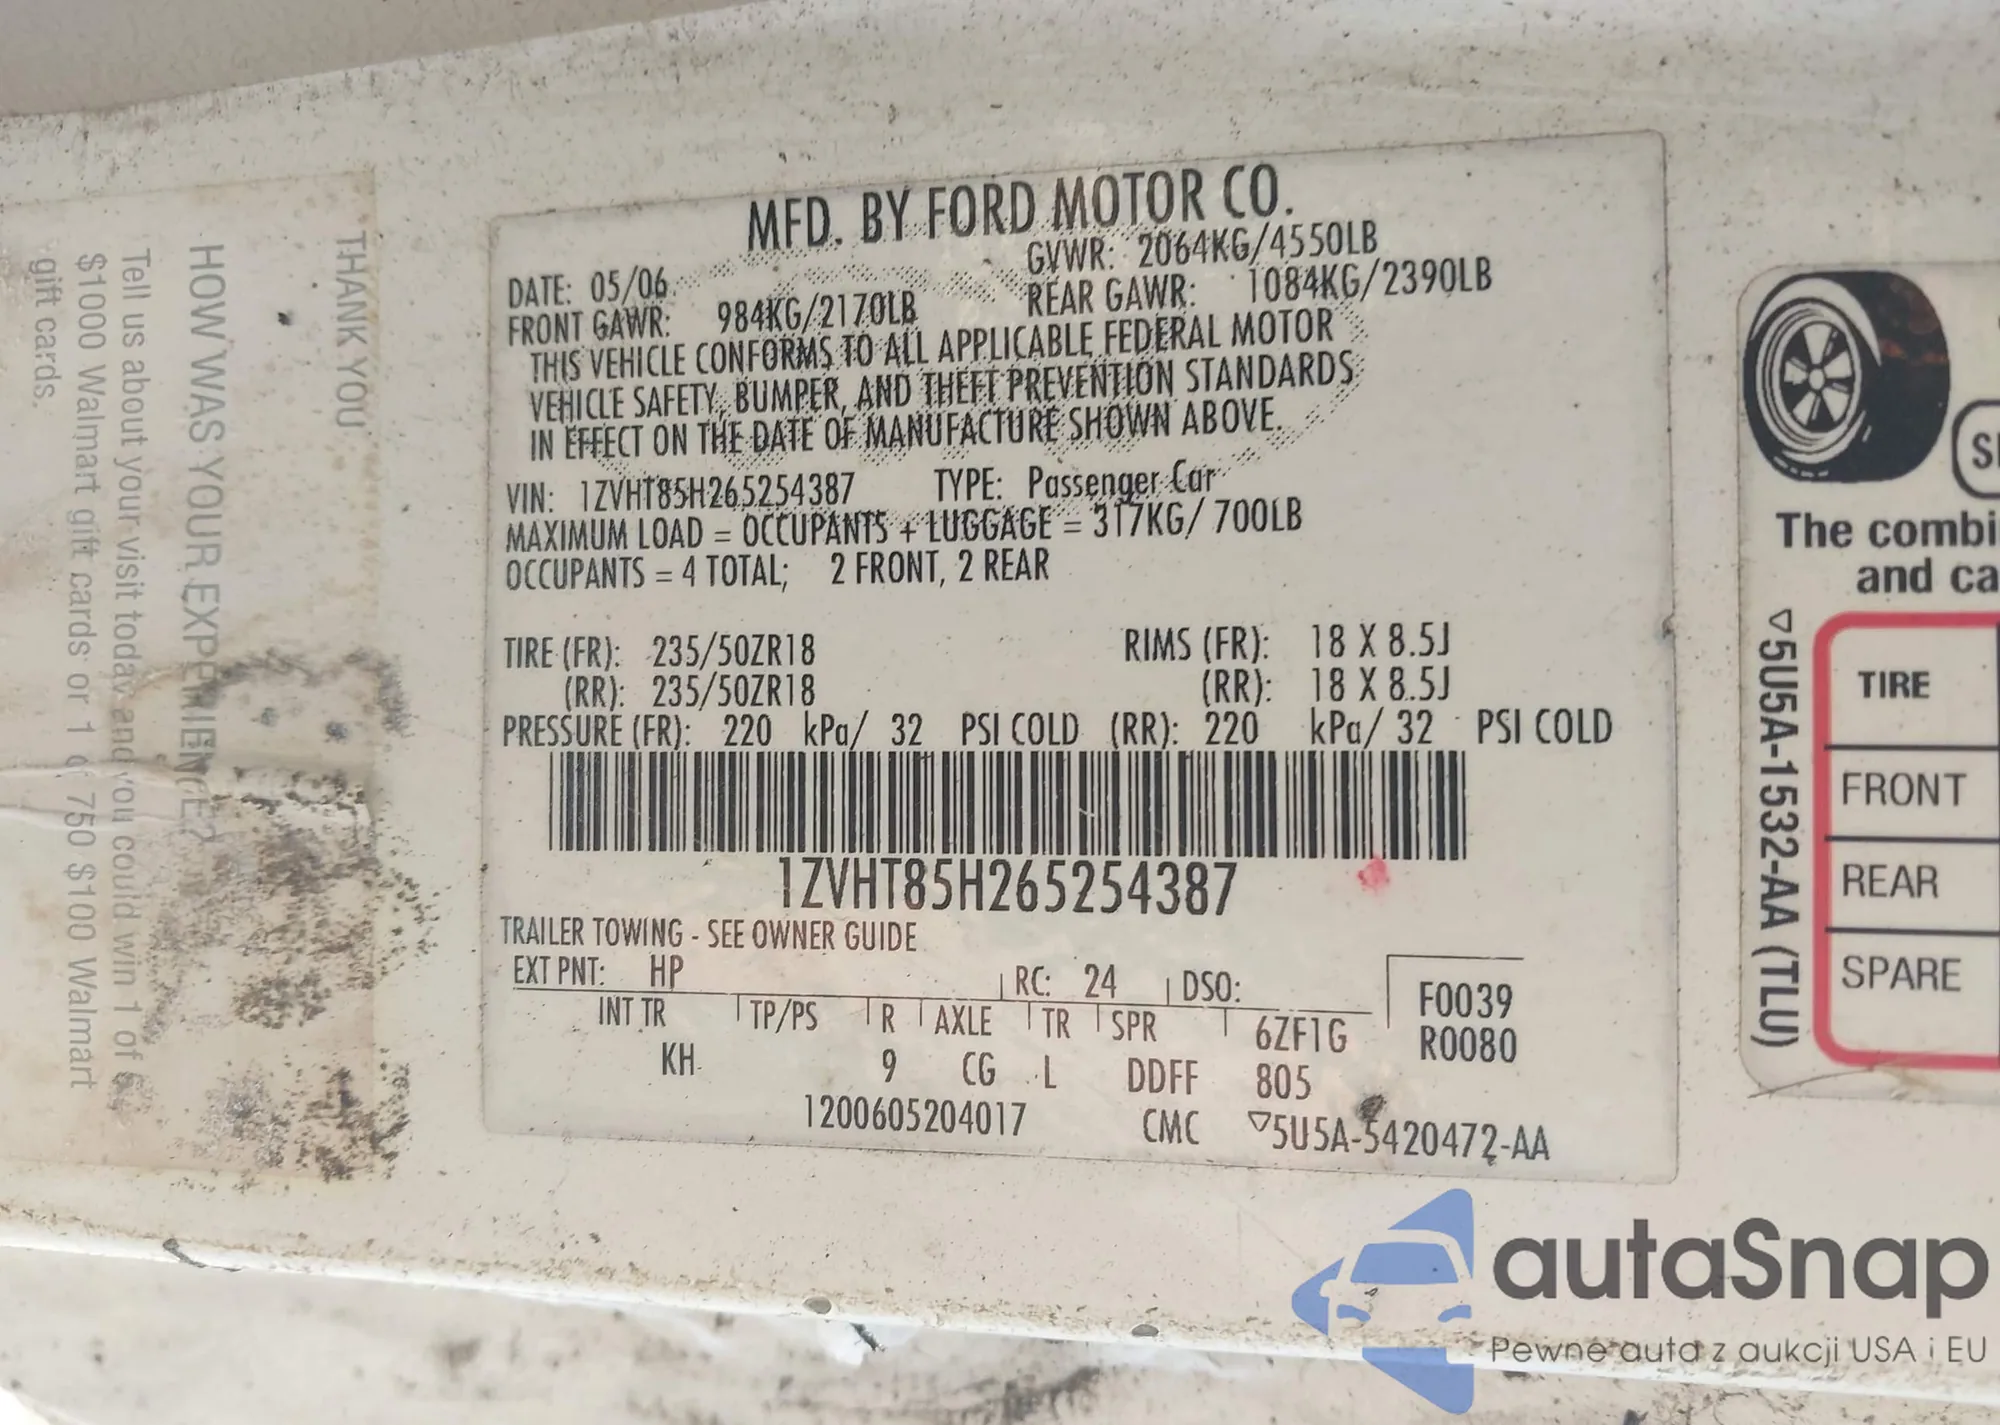 THANK YOU
HOW WAS YOUR EXPERIENCE?
Tell us about your visit today and you could win 1 of 5
$1000 Walmart gift cards or 1 of 750 $100 Walmart
gift cards.
MFD. BY FORD MOTOR CO.
DATE: 05/06 GVWR: 2064KG/4550LB
FRONT GAWR: 984KG/2170LB REAR GAWR: 1084KG/2390LB
THIS VEHICLE CONFORMS TO ALL APPLICABLE FEDERAL MOTOR
VEHICLE SAFETY, BUMPER, AND THEFT PREVENTION STANDARDS
IN EFFECT ON THE DATE OF MANUFACTURE SHOWN ABOVE.
VIN: 1ZVHT85H265254387 TYPE: Passenger Car
MAXIMUM LOAD = OCCUPANTS + LUGGAGE = 317KG/ 700LB
OCCUPANTS = 4 TOTAL; 2 FRONT, 2 REAR
TIRE (FR): 235/50ZR18 RIMS (FR): 18 X 8.5J
(RR): 235/50ZR18 (RR): 18 X 8.5J
PRESSURE (FR): 220 kPa/ 32 PSI COLD (RR): 220 kPa/ 32 PSI COLD
1ZVHT85H265254387
TRAILER TOWING - SEE OWNER GUIDE
EXT PNT: HP RC: 24 DSO: F0039
INT TR TP/PS R AXLE TR SPR 6ZF1G R0080
KH 9 CG L DDFF 805
1200605204017 CMC ▽5U5A-5420472-AA
The combi
and ca
▽5U5A-1532-AA (TLU)
TIRE
FRONT
REAR
SPARE
autaSnap
Pewne auta z aukcji USA i EU